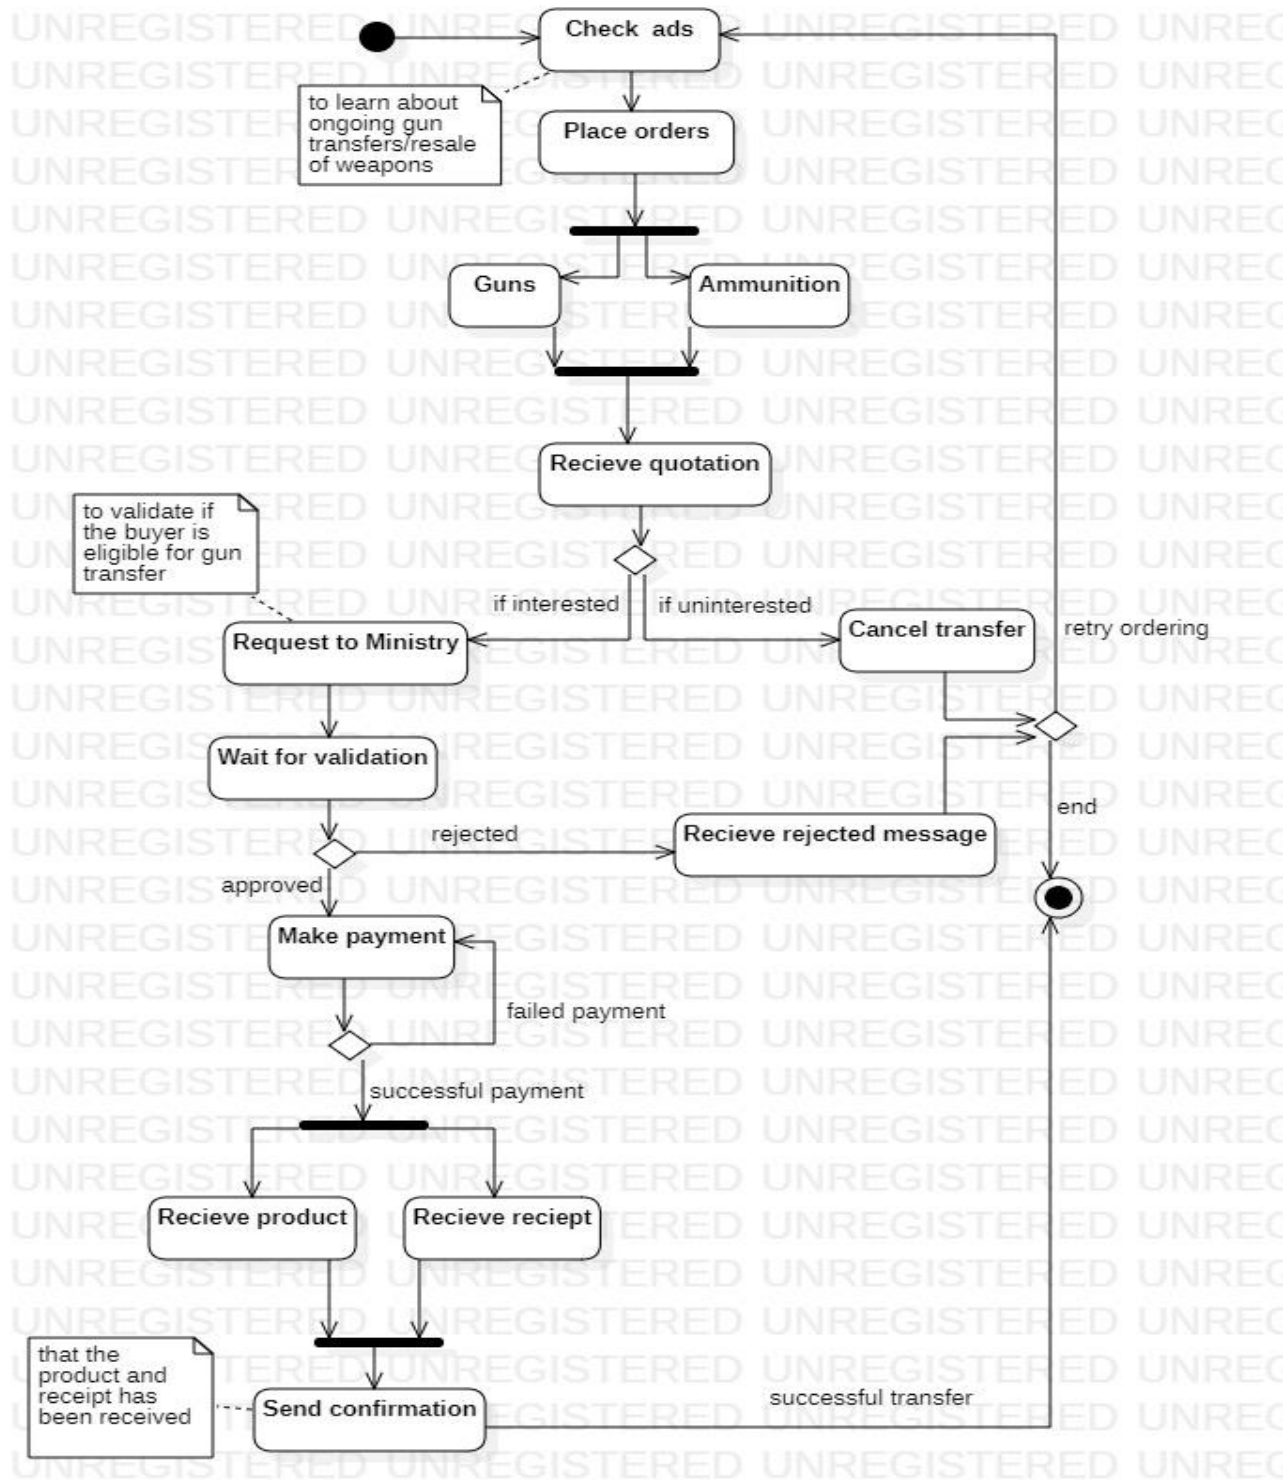 Check ads
to learn about
ongoing gun
transfers/resale
of weapons
Place orders
Guns
Ammunition
Recieve quotation
to validate if
the buyer is
eligible for gun
transfer
if interested
if uninterested
Request to Ministry
Cancel transfer
retry ordering
Wait for validation
rejected
Recieve rejected message
end
approved
Make payment
failed payment
successful payment
Recieve product
Recieve reciept
that the
product and
receipt has
been received
Send confirmation
successful transfer
UNREGISTERED